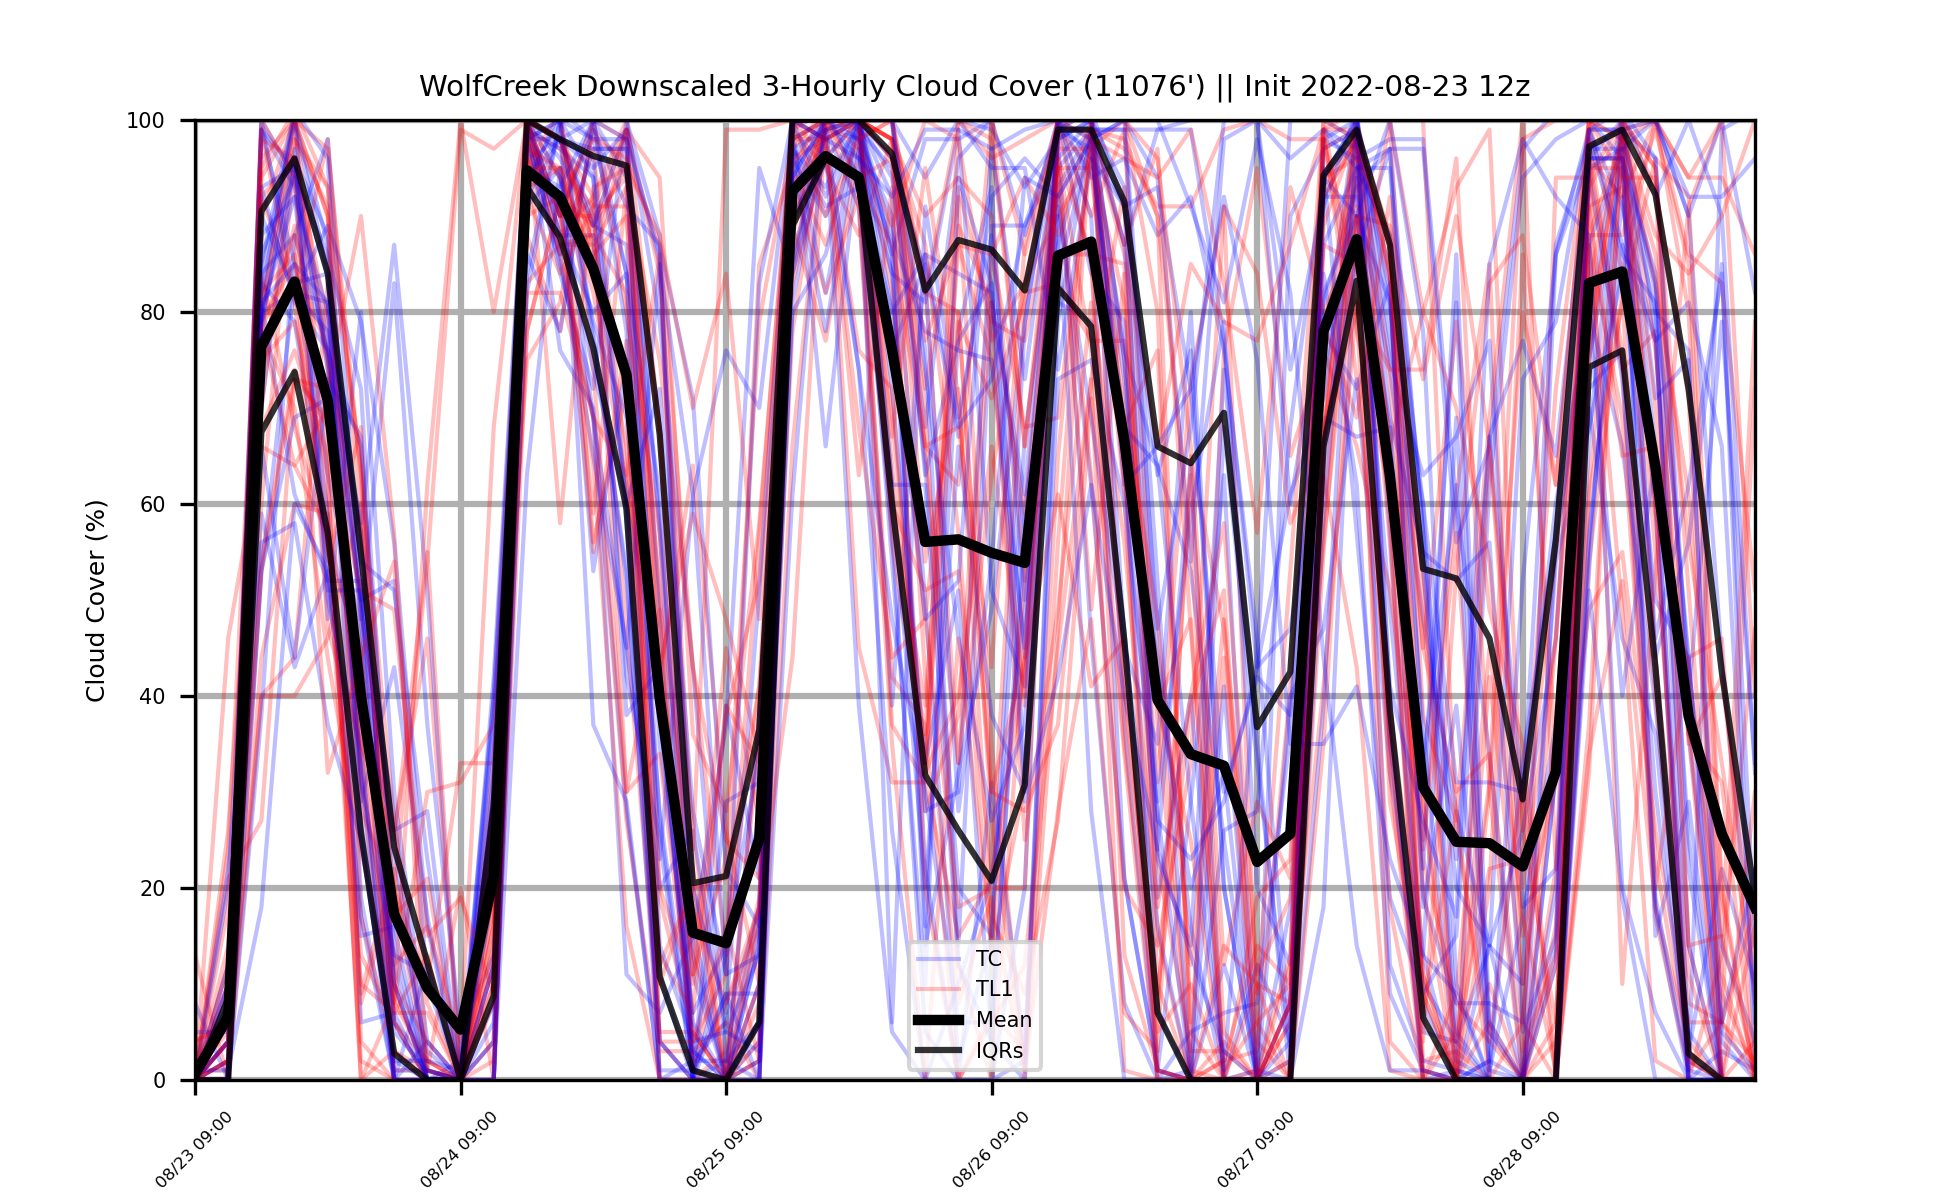 WolfCreek Downscaled 3-Hourly Cloud Cover (11076') || Init 2022-08-23 12z
Cloud Cover (%)
100
80
60
40
20
0
TC
TL1
Mean
IQRs
08/23 09:00
08/24 09:00
08/25 09:00
08/26 09:00
08/27 09:00
08/28 09:00